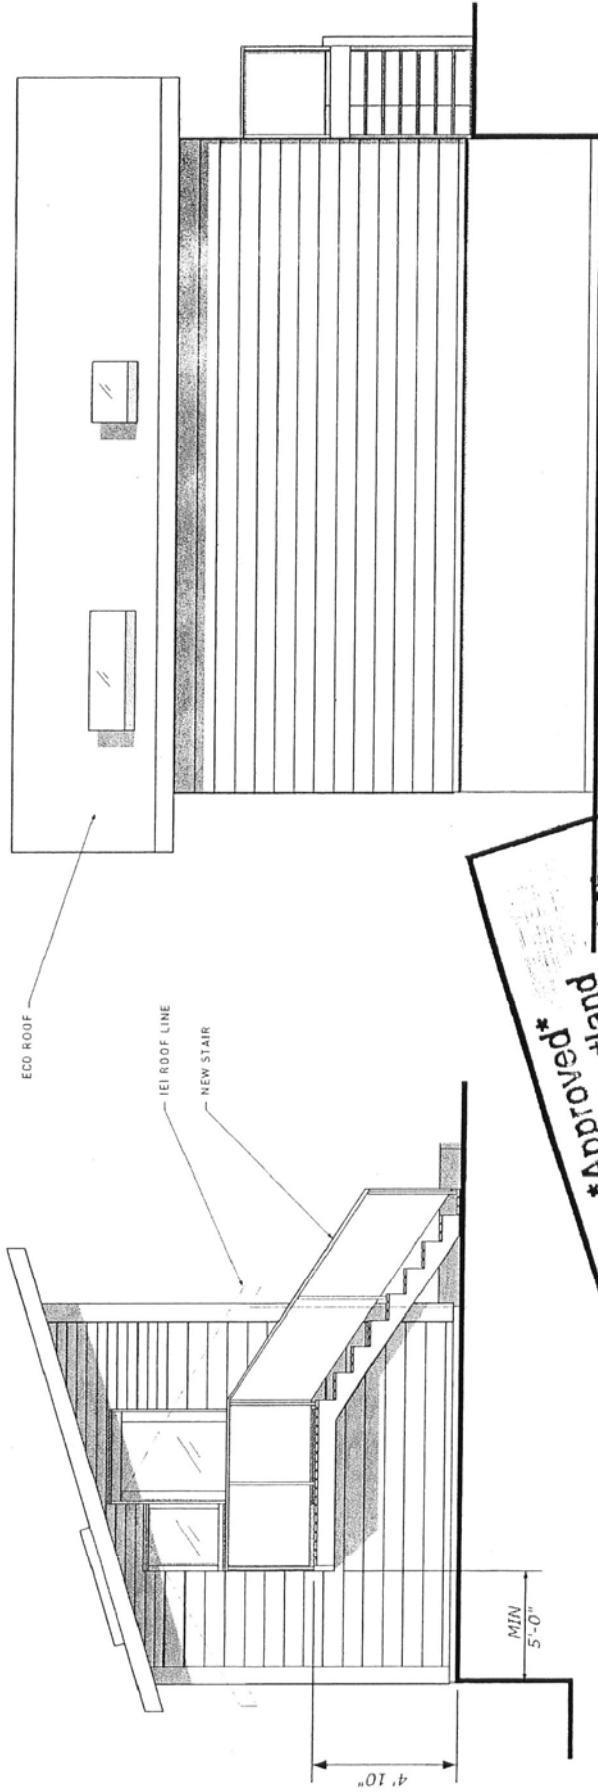 ECO ROOF
(E) ROOF LINE
NEW STAIR
MIN
5'-0"
4' 10"
*Approved*